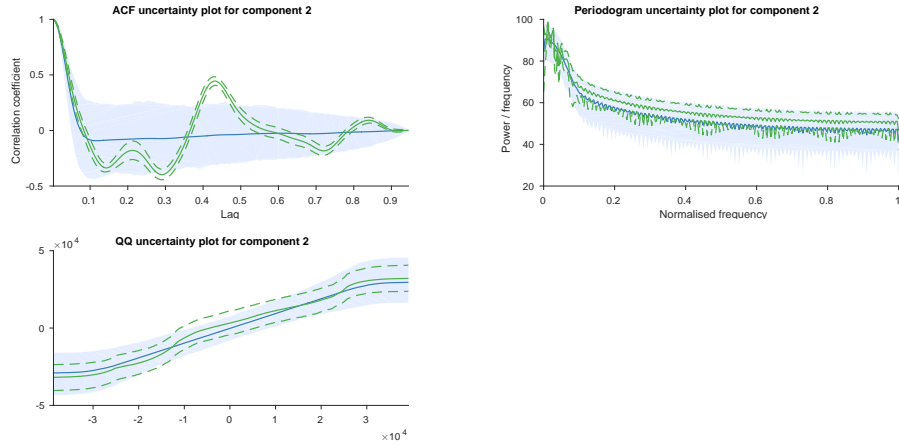 ACF uncertainty plot for component 2
Correlation coefficient
1
0.5
0
-0.5
0.1 0.2 0.3 0.4 0.5 0.6 0.7 0.8 0.9
Lag
Periodogram uncertainty plot for component 2
Power / frequency
100
80
60
40
20
0 0.2 0.4 0.6 0.8 1
Normalised frequency
QQ uncertainty plot for component 2
×10^4
5
0
-5
-3 -2 -1 0 1 2 3
×10^4